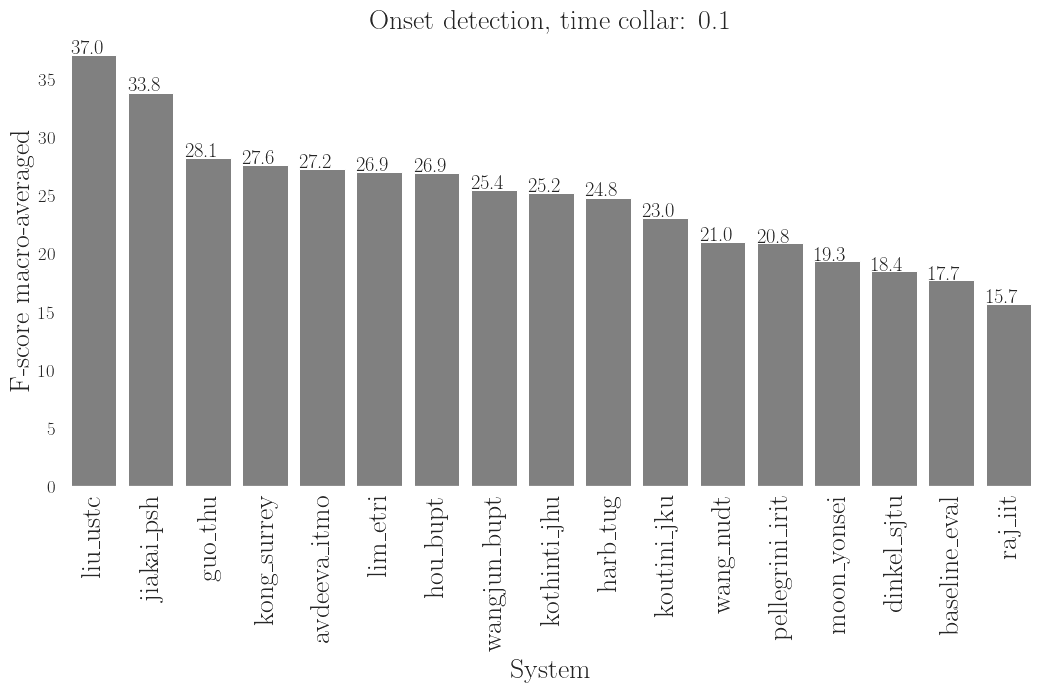 Onset detection, time collar: 0.1
F-score macro-averaged
35
30
25
20
15
10
5
0
37.0
33.8
28.1
27.6
27.2
26.9
26.9
25.4
25.2
24.8
23.0
21.0
20.8
19.3
18.4
17.7
15.7
liu_ustc
jiakai_psh
guo_thu
kong_surrey
avdeeva_itmo
lim_etri
hou_bupt
wangjun_bupt
kothinti_jhu
harb_tug
koutini_jku
wang_nudt
pellegrini_irit
moon_yonsei
dinkel_sjtu
baseline_eval
raj_iit
System